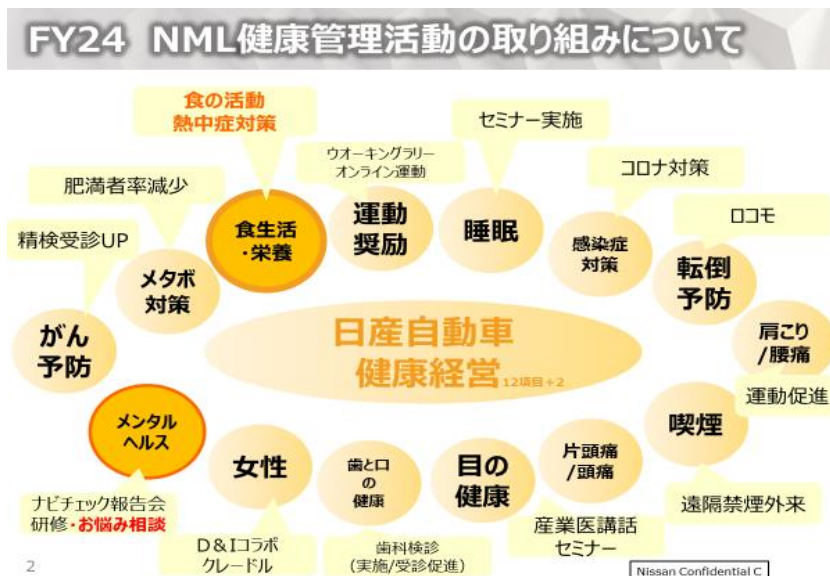 FY24 NML健康管理活動の取り組みについて
食の活動
熱中症対策
セミナー実施
ウオーキングラリー
オンライン運動
コロナ対策
肥満者率減少
ロコモ
精検受診UP
食生活
・栄養
運動
奨励
睡眠
感染症
対策
メタボ
対策
転倒
予防
がん
予防
日産自動車
健康経営 12項目+2
肩こり
/腰痛
運動促進
メンタル
ヘルス
女性
歯と口
の
健康
目の
健康
片頭痛
/頭痛
喫煙
ナビチェック報告会
研修・お悩み相談
D&Iコラボ
クレードル
歯科検診
(実施/受診促進)
産業医講話
セミナー
遠隔禁煙外来
2
Nissan Confidential C